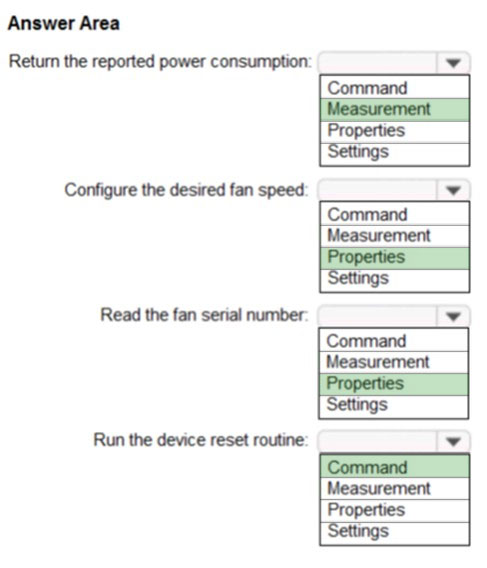 Answer Area
Return the reported power consumption:
Command
Measurement
Properties
Settings
Configure the desired fan speed:
Command
Measurement
Properties
Settings
Read the fan serial number:
Command
Measurement
Properties
Settings
Run the device reset routine:
Command
Measurement
Properties
Settings